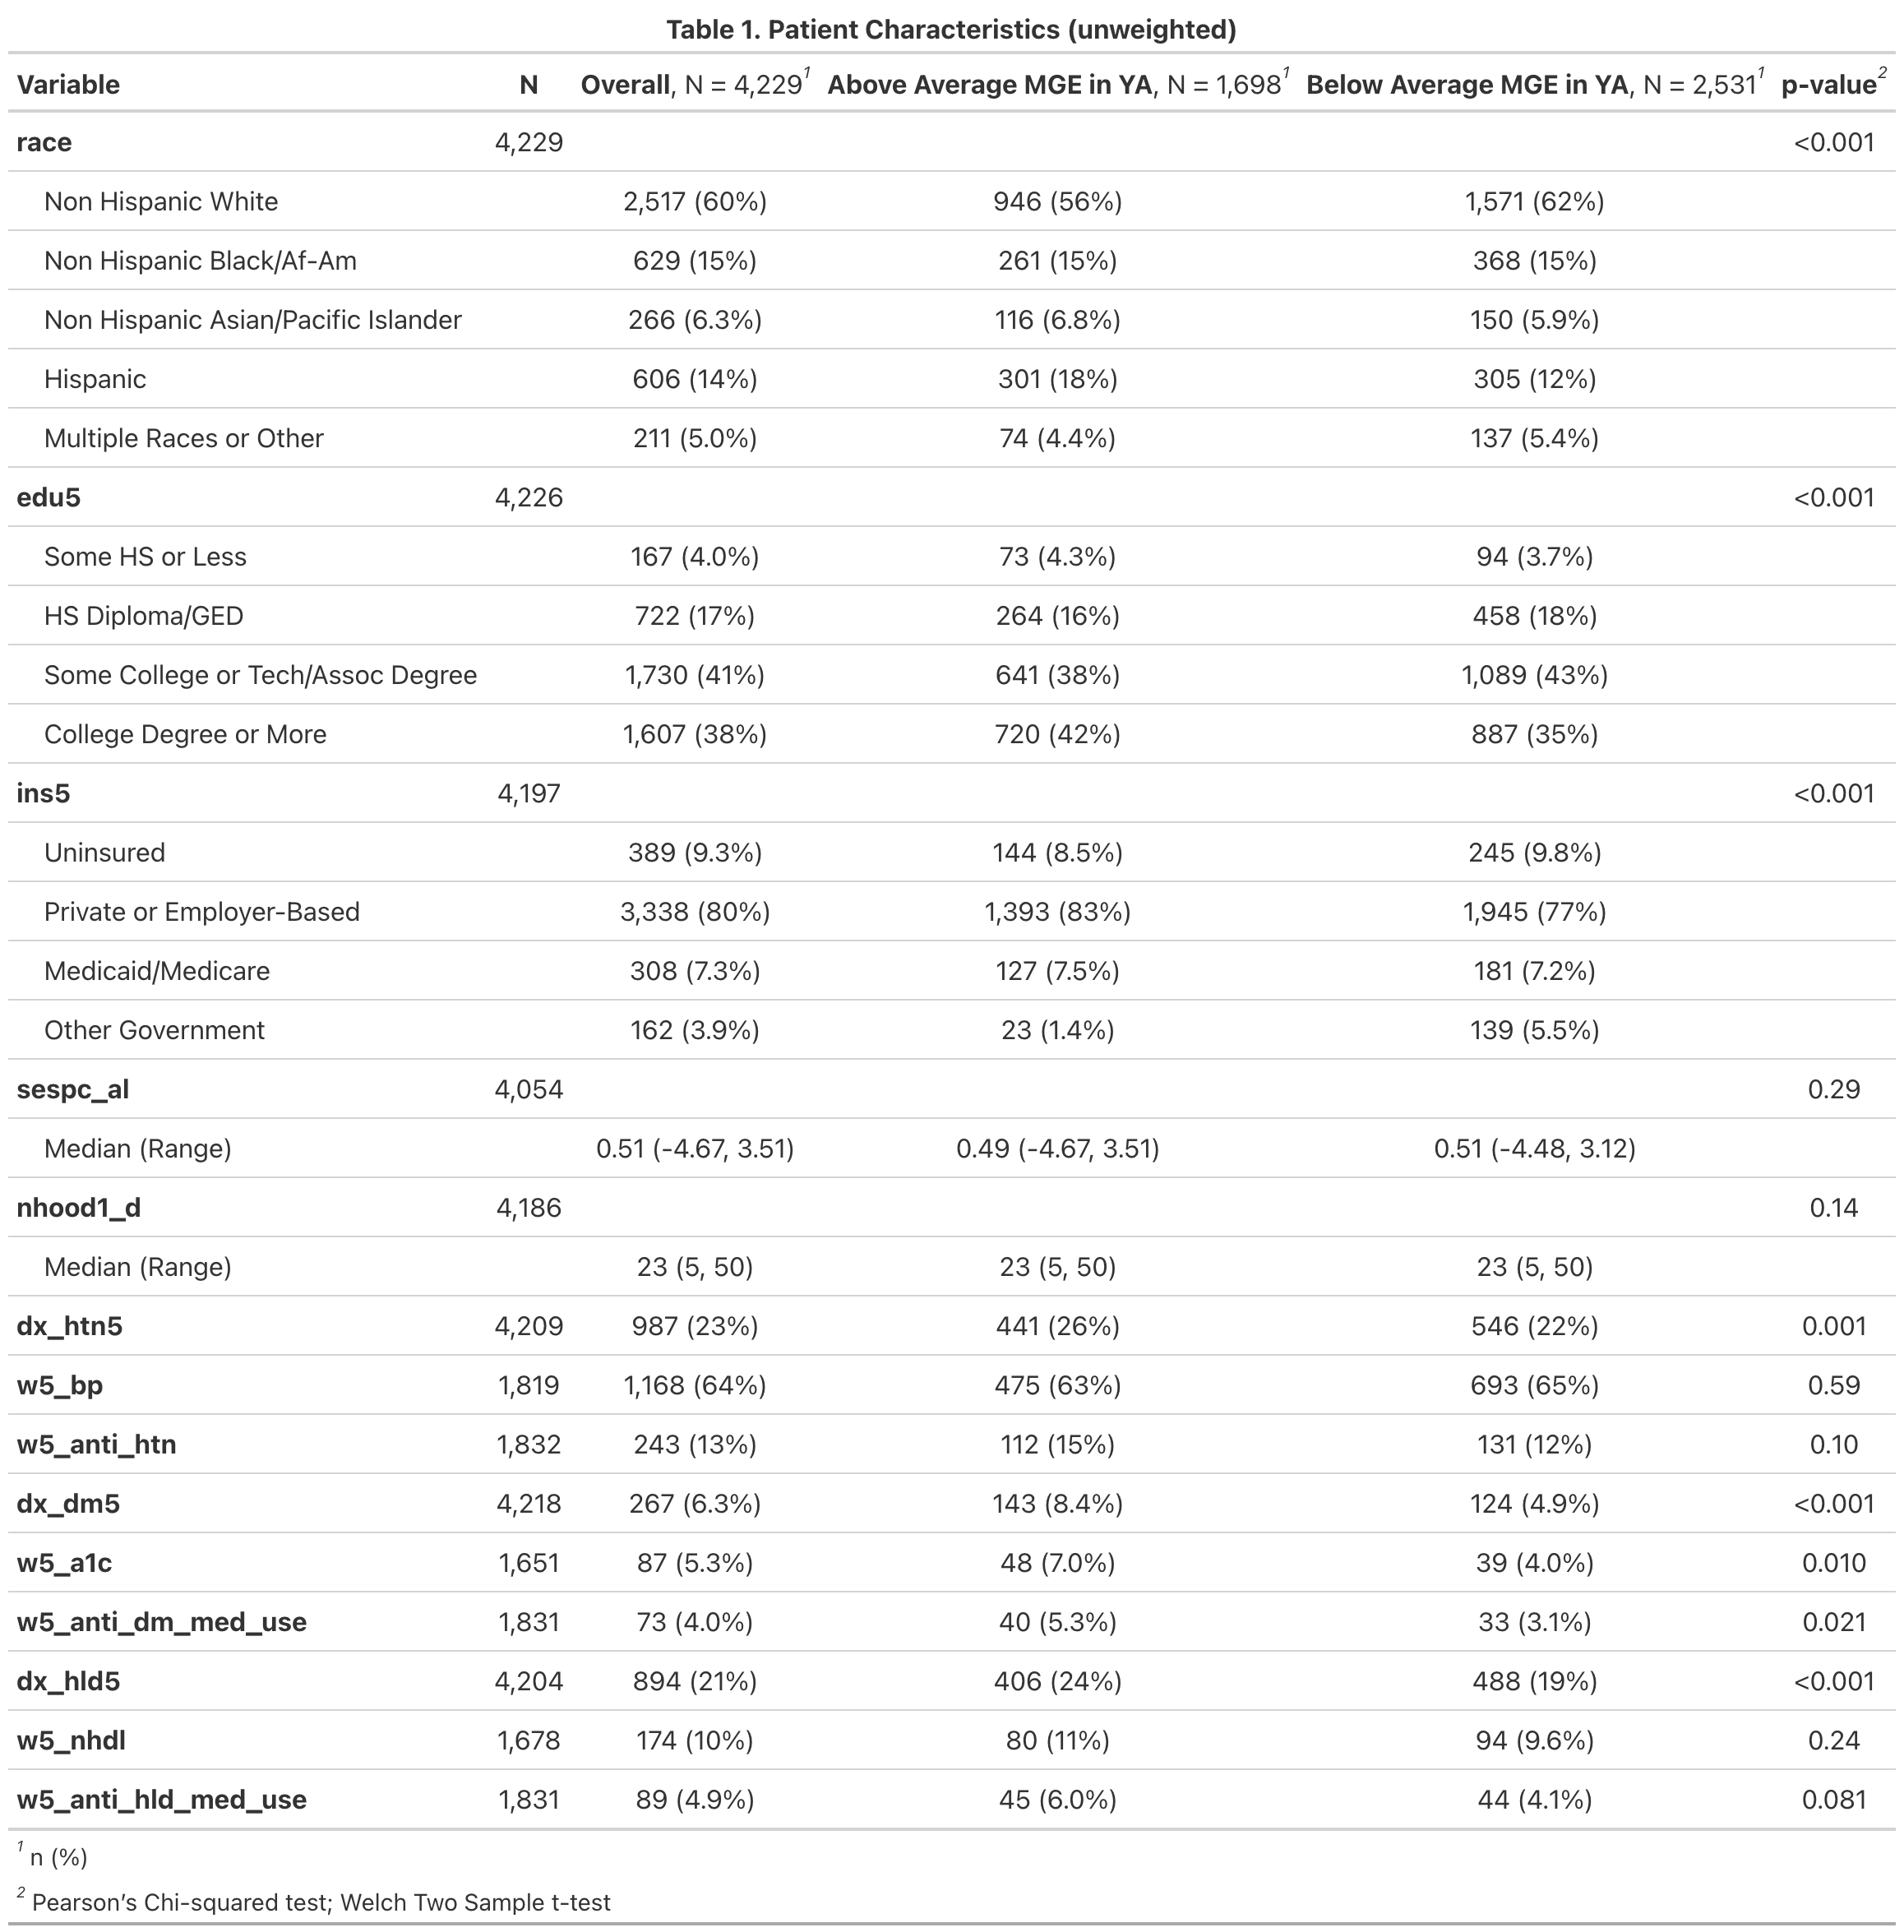 Table 1. Patient Characteristics (unweighted)
Variable N Overall, N = 4,229¹ Above Average MGE in YA, N = 1,698¹ Below Average MGE in YA, N = 2,531¹ p-value²
race 4,229 <0.001
Non Hispanic White 2,517 (60%) 946 (56%) 1,571 (62%)
Non Hispanic Black/Af-Am 629 (15%) 261 (15%) 368 (15%)
Non Hispanic Asian/Pacific Islander 266 (6.3%) 116 (6.8%) 150 (5.9%)
Hispanic 606 (14%) 301 (18%) 305 (12%)
Multiple Races or Other 211 (5.0%) 74 (4.4%) 137 (5.4%)
edu5 4,226 <0.001
Some HS or Less 167 (4.0%) 73 (4.3%) 94 (3.7%)
HS Diploma/GED 722 (17%) 264 (16%) 458 (18%)
Some College or Tech/Assoc Degree 1,730 (41%) 641 (38%) 1,089 (43%)
College Degree or More 1,607 (38%) 720 (42%) 887 (35%)
ins5 4,197 <0.001
Uninsured 389 (9.3%) 144 (8.5%) 245 (9.8%)
Private or Employer-Based 3,338 (80%) 1,393 (83%) 1,945 (77%)
Medicaid/Medicare 308 (7.3%) 127 (7.5%) 181 (7.2%)
Other Government 162 (3.9%) 23 (1.4%) 139 (5.5%)
sespc_al 4,054 0.29
Median (Range) 0.51 (-4.67, 3.51) 0.49 (-4.67, 3.51) 0.51 (-4.48, 3.12)
nhood1_d 4,186 0.14
Median (Range) 23 (5, 50) 23 (5, 50) 23 (5, 50)
dx_htn5 4,209 987 (23%) 441 (26%) 546 (22%) 0.001
w5_bp 1,819 1,168 (64%) 475 (63%) 693 (65%) 0.59
w5_anti_htn 1,832 243 (13%) 112 (15%) 131 (12%) 0.10
dx_dm5 4,218 267 (6.3%) 143 (8.4%) 124 (4.9%) <0.001
w5_a1c 1,651 87 (5.3%) 48 (7.0%) 39 (4.0%) 0.010
w5_anti_dm_med_use 1,831 73 (4.0%) 40 (5.3%) 33 (3.1%) 0.021
dx_hld5 4,204 894 (21%) 406 (24%) 488 (19%) <0.001
w5_nhdl 1,678 174 (10%) 80 (11%) 94 (9.6%) 0.24
w5_anti_hld_med_use 1,831 89 (4.9%) 45 (6.0%) 44 (4.1%) 0.081
¹ n (%)
² Pearson’s Chi-squared test; Welch Two Sample t-test